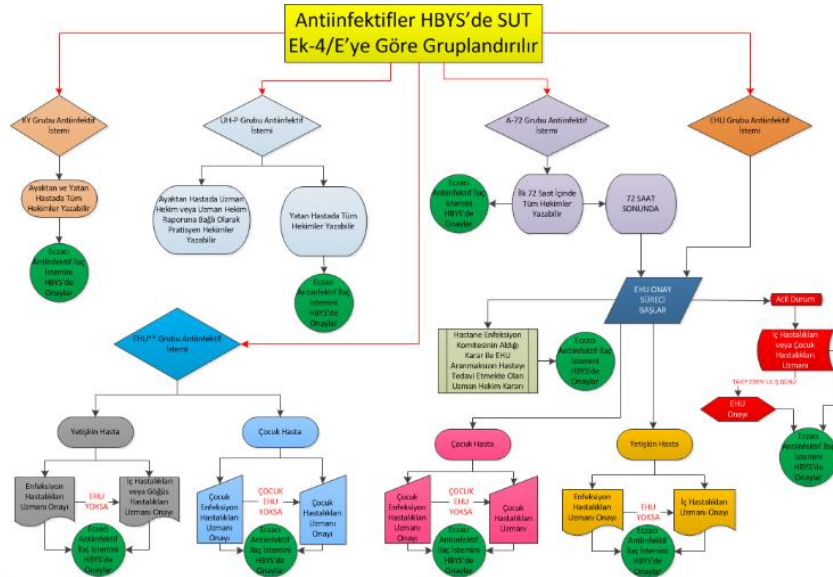 Antiinfektifler HBYS'de SUT
Ek-4/E'ye Göre Gruplandırılır
KY Grubu Antiinfektif
İstemi
UH-P Grubu Antiinfektif
İstemi
A-72 Grubu Antiinfektif
İstemi
EHU Grubu Antiinfektif
İstemi
Ayaktan ve Yatan
Hastada Tüm
Hekimler Yazabilir
Eczacı
Antiinfektif İlaç
İstemini
HBYS'de
Onaylar
Ayaktan Hastada Uzman
Hekim veya Uzman Hekim
Raporuna Bağlı Olarak
Pratisyen Hekimler
Yazabilir
Yatan Hastada Tüm
Hekimler Yazabilir
Eczacı
Antiinfektif İlaç
İstemini
HBYS'de
Onaylar
Eczacı
Antiinfektif İlaç
İstemini
HBYS'de
Onaylar
İlk 72 Saat İçinde
Tüm Hekimler
Yazabilir
72 SAAT
SONUNDA
EHU ONAY
SÜRECİ
BAŞLAR
Acil Durum
İç Hastalıkları
veya Çocuk
Hastalıkları
Uzmanı
TAKİP EDEN İLK İŞ GÜNÜ
EHU
Onayı
Eczacı
Antiinfektif İlaç
İstemini
HBYS'de
Onaylar
Hastane Enfeksiyon
Komitesinin Aldığı
Karar İle EHU
Aranmaksızın Hastayı
Tedavi Etmekte Olan
Uzman Hekim Kararı
Eczacı
Antiinfektif İlaç
İstemini
HBYS'de
Onaylar
EHU** Grubu Antiinfektif
İstemi
Yetişkin Hasta
Enfeksiyon
Hastalıkları
Uzmanı Onayı
EHU
YOKSA
İç Hastalıkları
veya Göğüs
Hastalıkları
Uzmanı Onayı
Eczacı
Antiinfektif
İlaç İstemini
HBYS'de
Onaylar
Çocuk Hasta
Çocuk
Enfeksiyon
Hastalıkları
Uzmanı
Onayı
ÇOCUK
EHU
YOKSA
Çocuk
Hastalıkları
Uzmanı
Onayı
Eczacı
Antiinfektif
İlaç İstemini
HBYS'de
Onaylar
Çocuk Hasta
Çocuk
Enfeksiyon
Hastalıkları
Uzmanı
Onayı
ÇOCUK
EHU
YOKSA
Çocuk
Hastalıkları
Uzmanı
Onayı
Eczacı
Antiinfektif
İlaç İstemini
HBYS'de
Onaylar
Yetişkin Hasta
Enfeksiyon
Hastalıkları
Uzmanı Onayı
EHU
YOKSA
İç Hastalıkları
Uzmanı Onayı
Eczacı
Antiinfektif
İlaç İstemini
HBYS'de
Onaylar